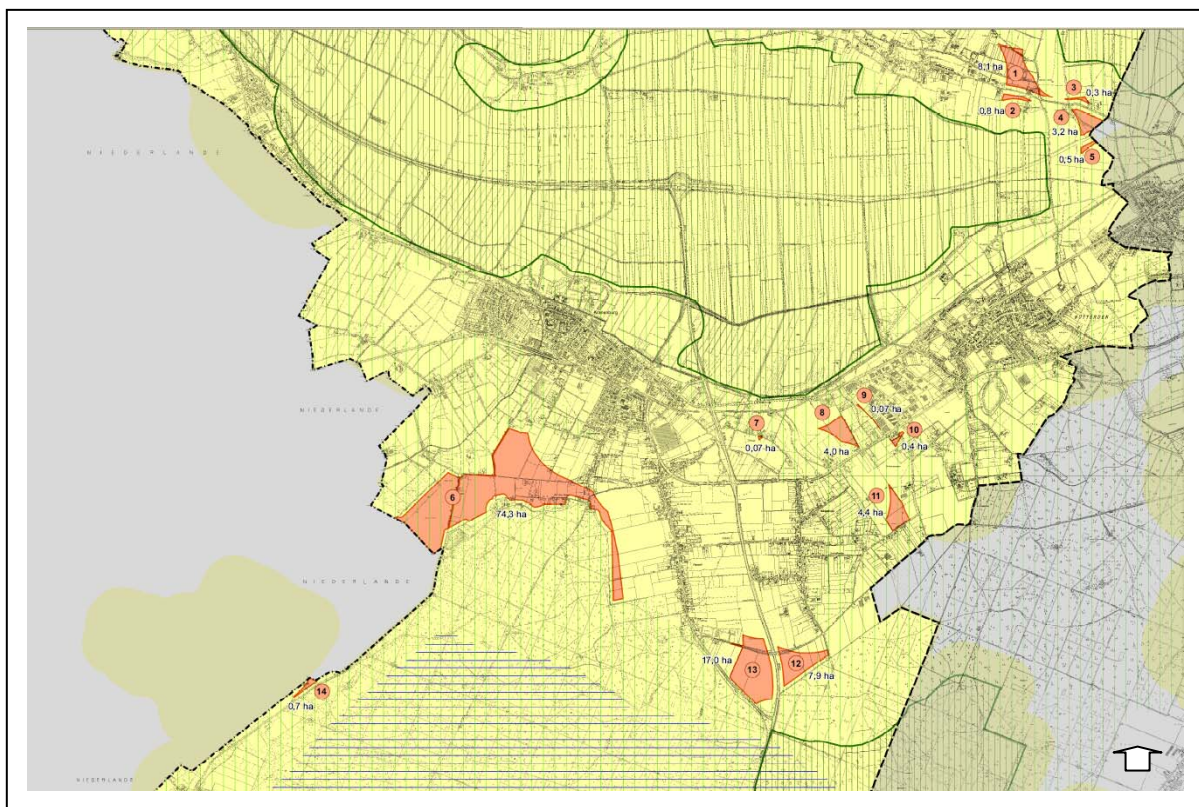 8,1 ha
1
3
0,3 ha
0,8 ha
2
4
3,2 ha
0,5 ha
5
NIEDERLANDE
Kranenburg
NÜTTERDEN
NIEDERLANDE
7
0,07 ha
8
4,0 ha
9
0,07 ha
10
0,4 ha
6
74,3 ha
11
4,4 ha
NIEDERLANDE
17,0 ha
13
12
7,9 ha
14
0,7 ha
NIEDERLANDE